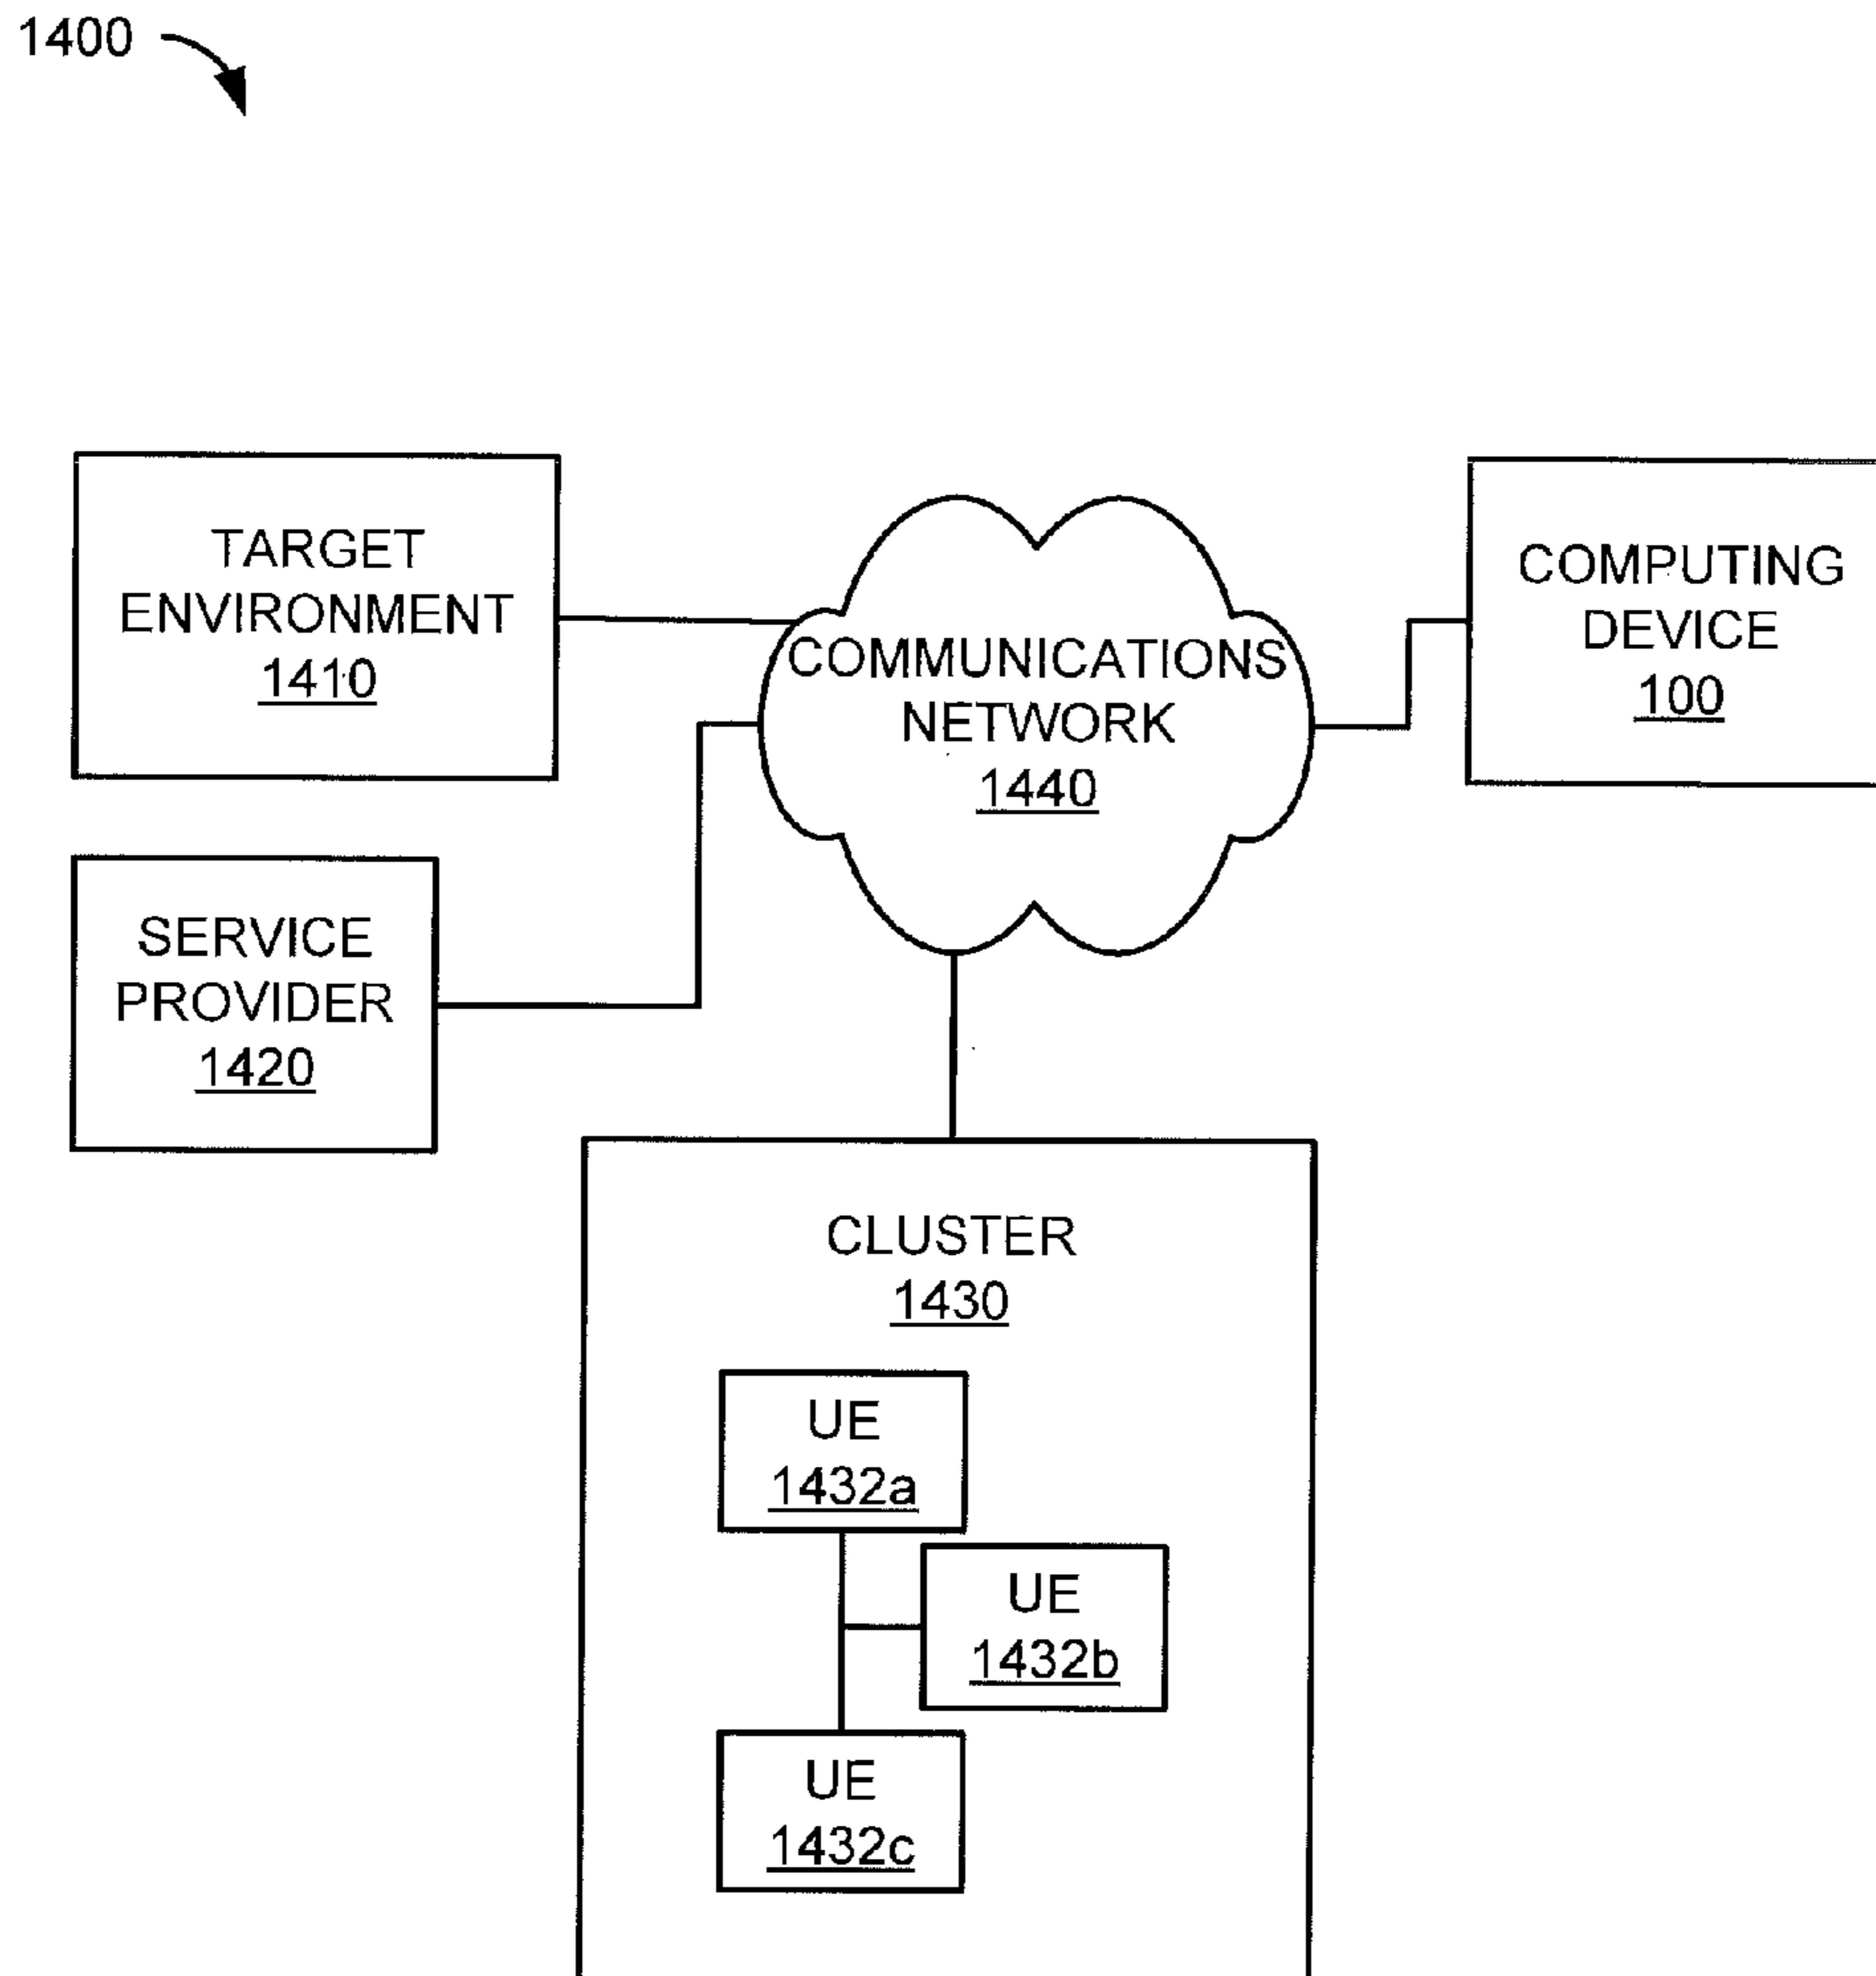 1400
TARGET
ENVIRONMENT
1410
COMMUNICATIONS
NETWORK
1440
COMPUTING
DEVICE
100
SERVICE
PROVIDER
1420
CLUSTER
1430
UE
1432a
UE
1432b
UE
1432c